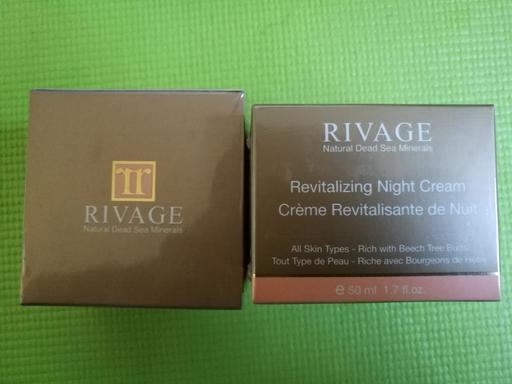 RIVAGE
Natural Dead Sea Minerals
RIVAGE
Natural Dead Sea Minerals
Revitalizing Night Cream
Crème Revitalisante de Nuit
All Skin Types - Rich with Beech Tree Buds
Tout Type de Peau - Riche avec Bourgeons de Hêtre
e 50 ml 1.7 fl.oz.